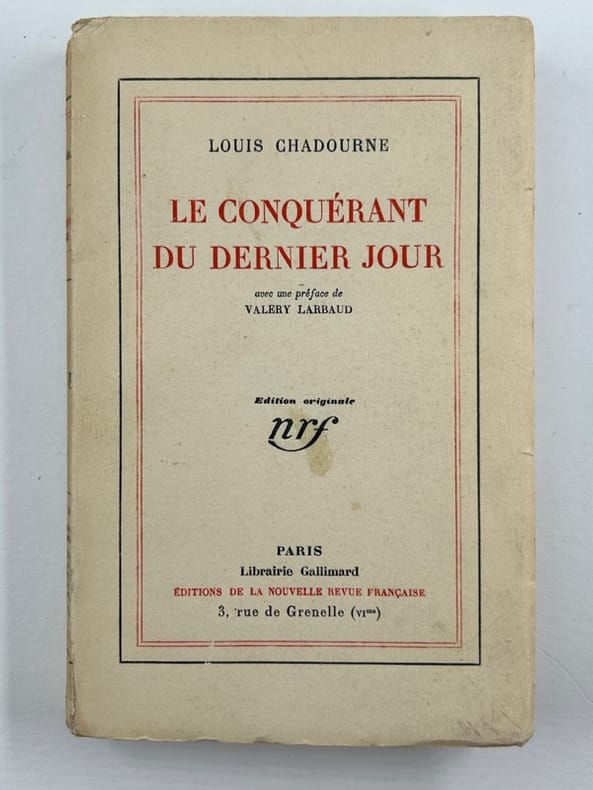 LOUIS CHADOURNE
LE CONQUÉRANT
DU DERNIER JOUR
avec une préface de
VALERY LARBAUD
Edition originale
nrf
PARIS
Librairie Gallimard
ÉDITIONS DE LA NOUVELLE REVUE FRANÇAISE
3, rue de Grenelle (VIme)